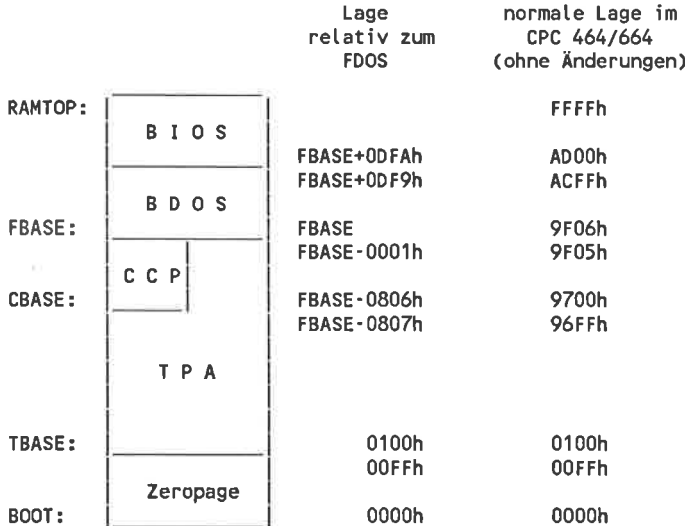 Lage normale Lage im
relativ zum CPC 464/664
FDOS (ohne Änderungen)
RAMTOP: FFFFh
B I O S
FBASE+0DFAh AD00h
FBASE+0DF9h ACFFh
B D O S
FBASE: FBASE 9F06h
FBASE-0001h 9F05h
C C P
CBASE: FBASE-0806h 9700h
FBASE-0807h 96FFh
T P A
TBASE: 0100h 0100h
00FFh 00FFh
Zeropage
BOOT: 0000h 0000h